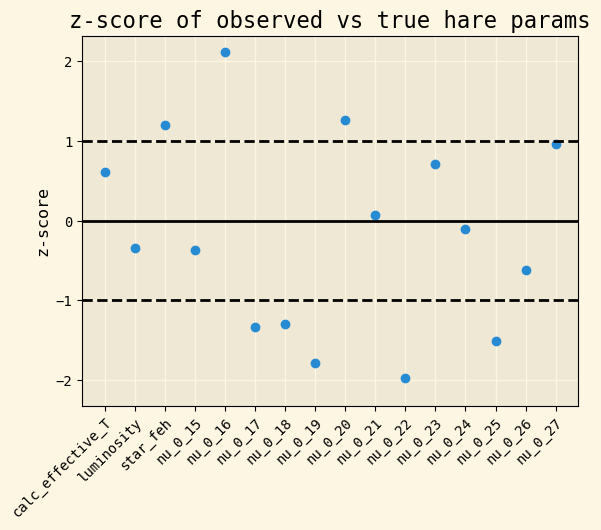 z-score of observed vs true hare params
z-score
2
1
0
−1
−2
calc_effective_T
luminosity
star_feh
nu_0_15
nu_0_16
nu_0_17
nu_0_18
nu_0_19
nu_0_20
nu_0_21
nu_0_22
nu_0_23
nu_0_24
nu_0_25
nu_0_26
nu_0_27